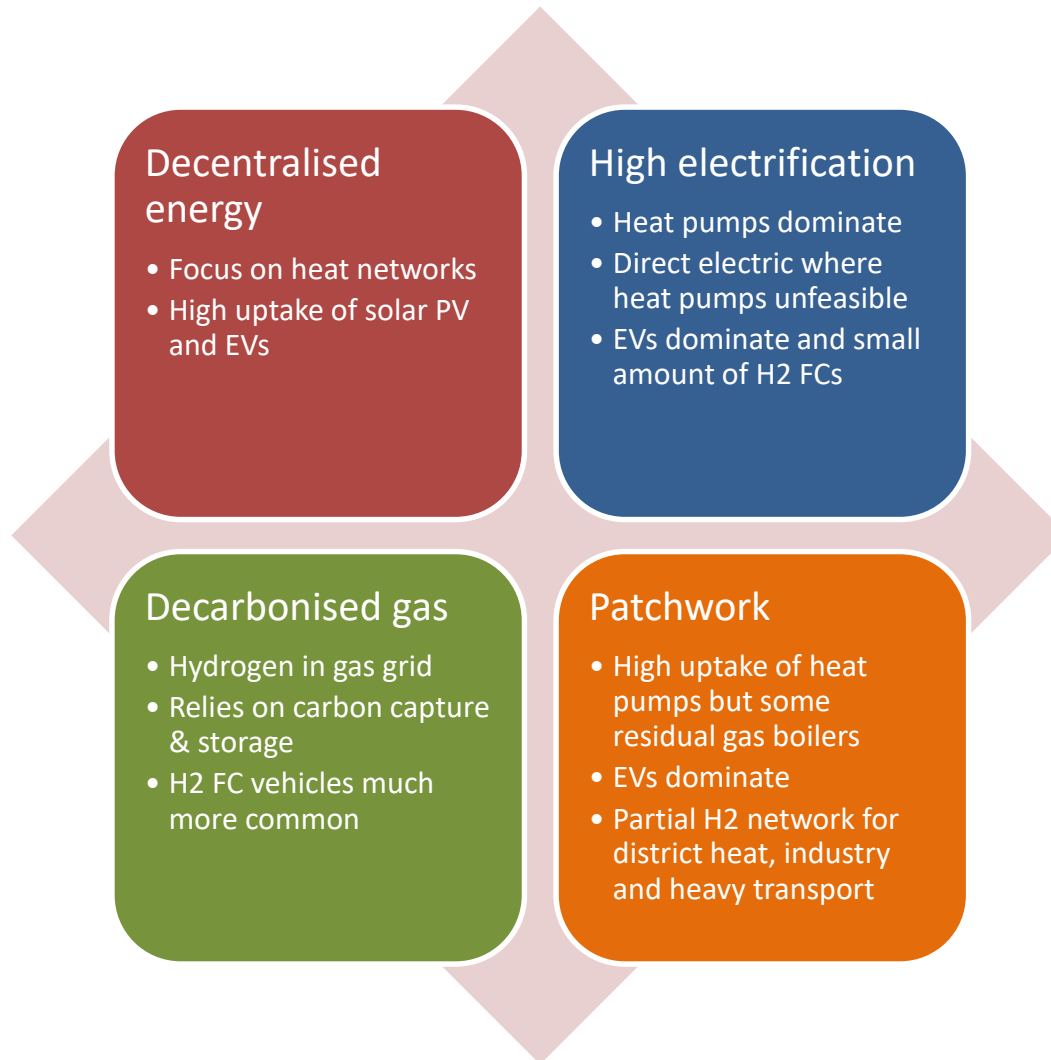 Decentralised
energy
• Focus on heat networks
• High uptake of solar PV
and EVs
High electrification
• Heat pumps dominate
• Direct electric where
heat pumps unfeasible
• EVs dominate and small
amount of H2 FCs
Decarbonised gas
• Hydrogen in gas grid
• Relies on carbon capture
& storage
• H2 FC vehicles much
more common
Patchwork
• High uptake of heat
pumps but some
residual gas boilers
• EVs dominate
• Partial H2 network for
district heat, industry
and heavy transport